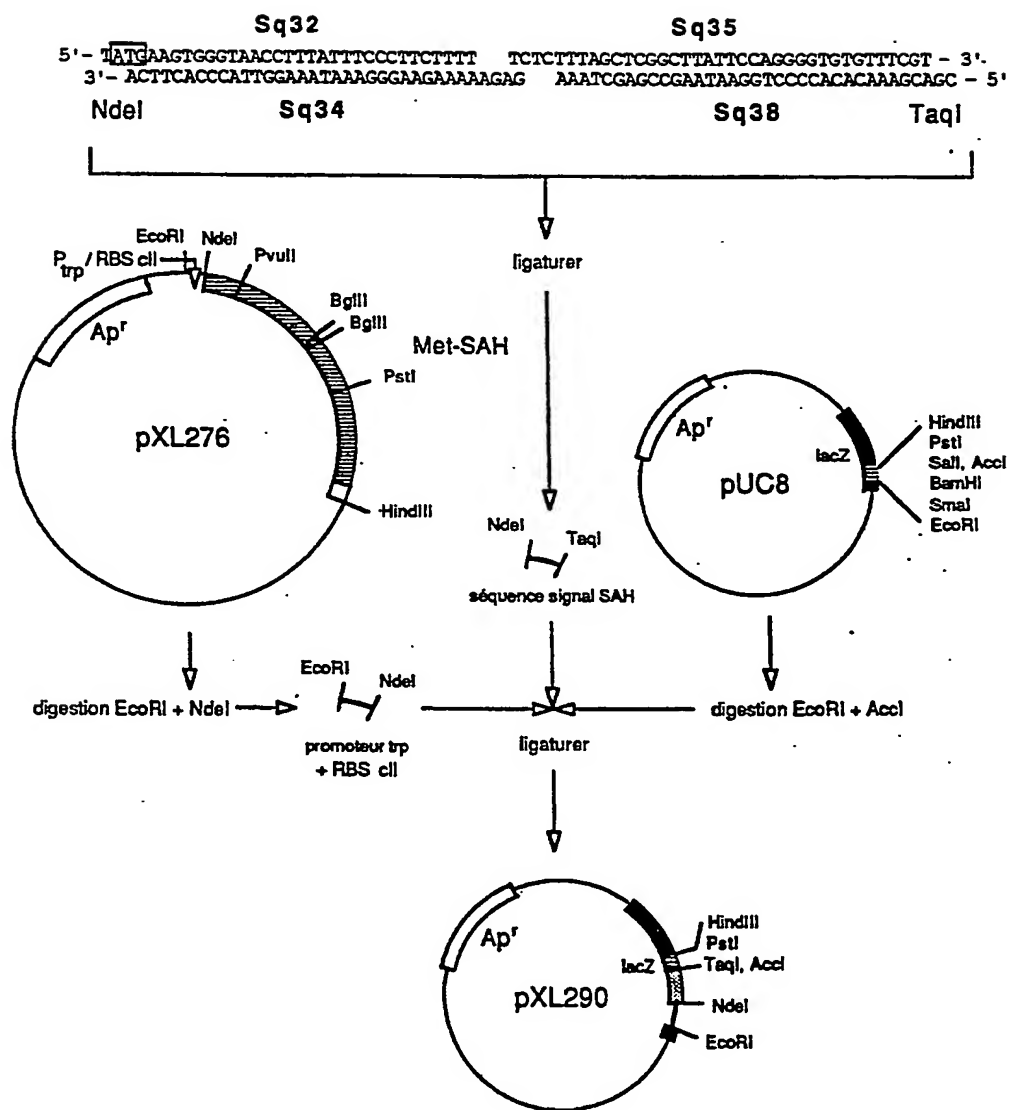 Sq32 Sq35
5'- TATGAAGTGGGTAACCTTTATTTCCCTTCTTTT TCTCTTTAGCTCGGCTTATTCCAGGGGTGTGTTTCGT - 3'-
3'- ACTTCACCCATTGGAAATAAAGGGAAGAAAAAGAG AAATCGAGCCGAATAAGGTCCCCACACAAAGCAGC - 5'
NdeI Sq34 Sq38 TaqI
ligaturer
EcoRI
NdeI
Ptrp / RBS cII
PvuII
BglII
BglII
Apr
Met-SAH
PstI
pXL276
HindIII
Apr
lacZ
pUC8
HindIII
PstI
SalI, AccI
BamHI
SmaI
EcoRI
NdeI
TaqI
séquence signal SAH
digestion EcoRI + NdeI
EcoRI
NdeI
promoteur trp
+ RBS cII
ligaturer
digestion EcoRI + AccI
Apr
lacZ
pXL290
HindIII
PstI
TaqI, AccI
NdeI
EcoRI